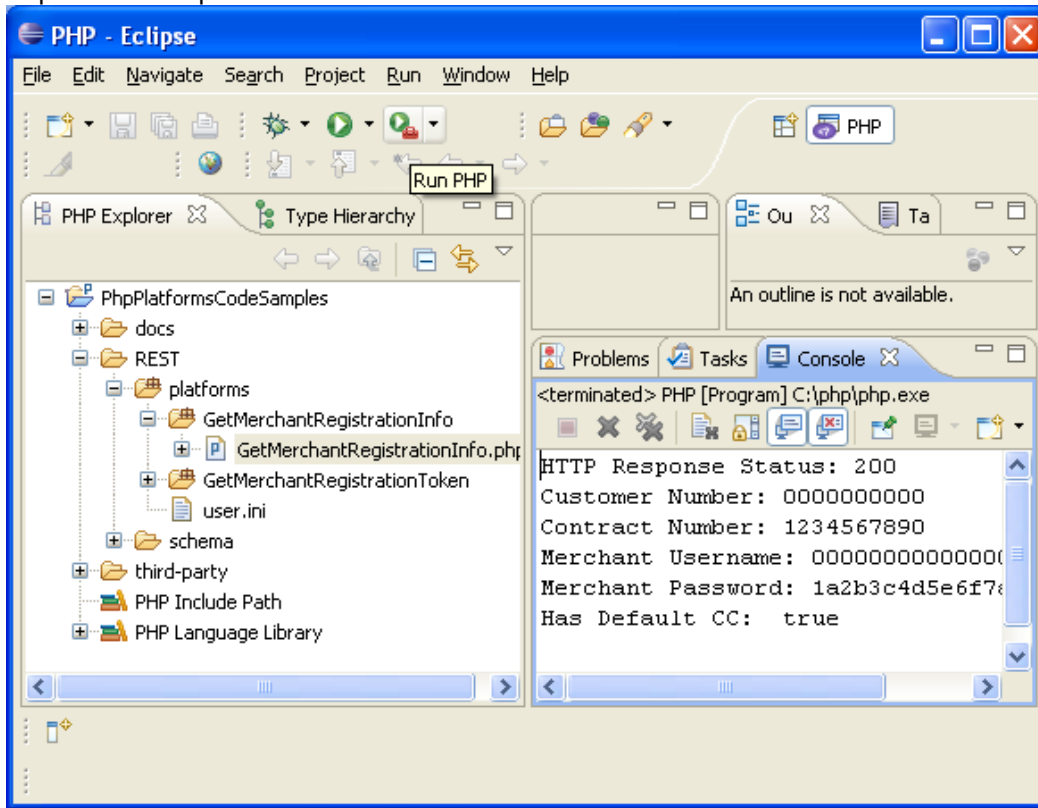 PHP - Eclipse
File Edit Navigate Search Project Run Window Help
PHP
Run PHP
PHP Explorer Type Hierarchy
Ou Ta
PhpPlatformsCodeSamples
docs
REST
platforms
GetMerchantRegistrationInfo
GetMerchantRegistrationInfo.php
GetMerchantRegistrationToken
user.ini
schema
third-party
PHP Include Path
PHP Language Library
An outline is not available.
Problems Tasks Console
<terminated> PHP [Program] C:\php\php.exe
HTTP Response Status: 200
Customer Number: 0000000000
Contract Number: 1234567890
Merchant Username: 00000000000000
Merchant Password: 1a2b3c4d5e6f7
Has Default CC: true